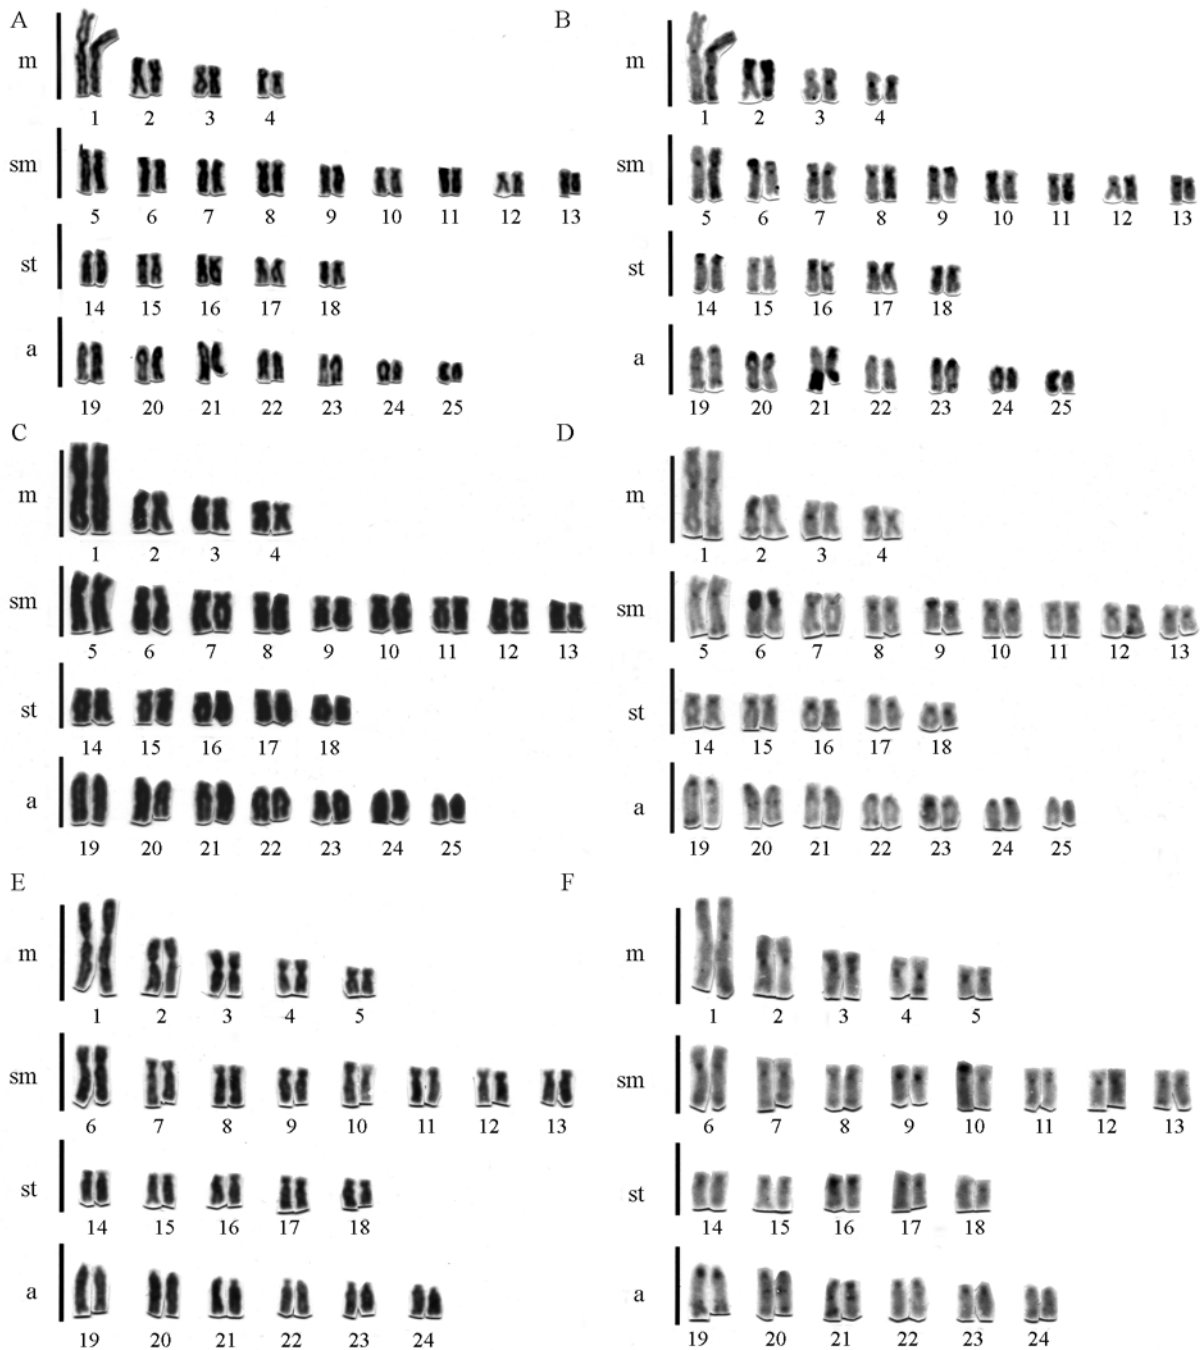 A B
m m
1 2 3 4 1 2 3 4
sm sm
5 6 7 8 9 10 11 12 13 5 6 7 8 9 10 11 12 13
st st
14 15 16 17 18 14 15 16 17 18
a a
19 20 21 22 23 24 25 19 20 21 22 23 24 25
C D
m m
1 2 3 4 1 2 3 4
sm sm
5 6 7 8 9 10 11 12 13 5 6 7 8 9 10 11 12 13
st st
14 15 16 17 18 14 15 16 17 18
a a
19 20 21 22 23 24 25 19 20 21 22 23 24 25
E F
m m
1 2 3 4 5 1 2 3 4 5
sm sm
6 7 8 9 10 11 12 13 6 7 8 9 10 11 12 13
st st
14 15 16 17 18 14 15 16 17 18
a a
19 20 21 22 23 24 19 20 21 22 23 24